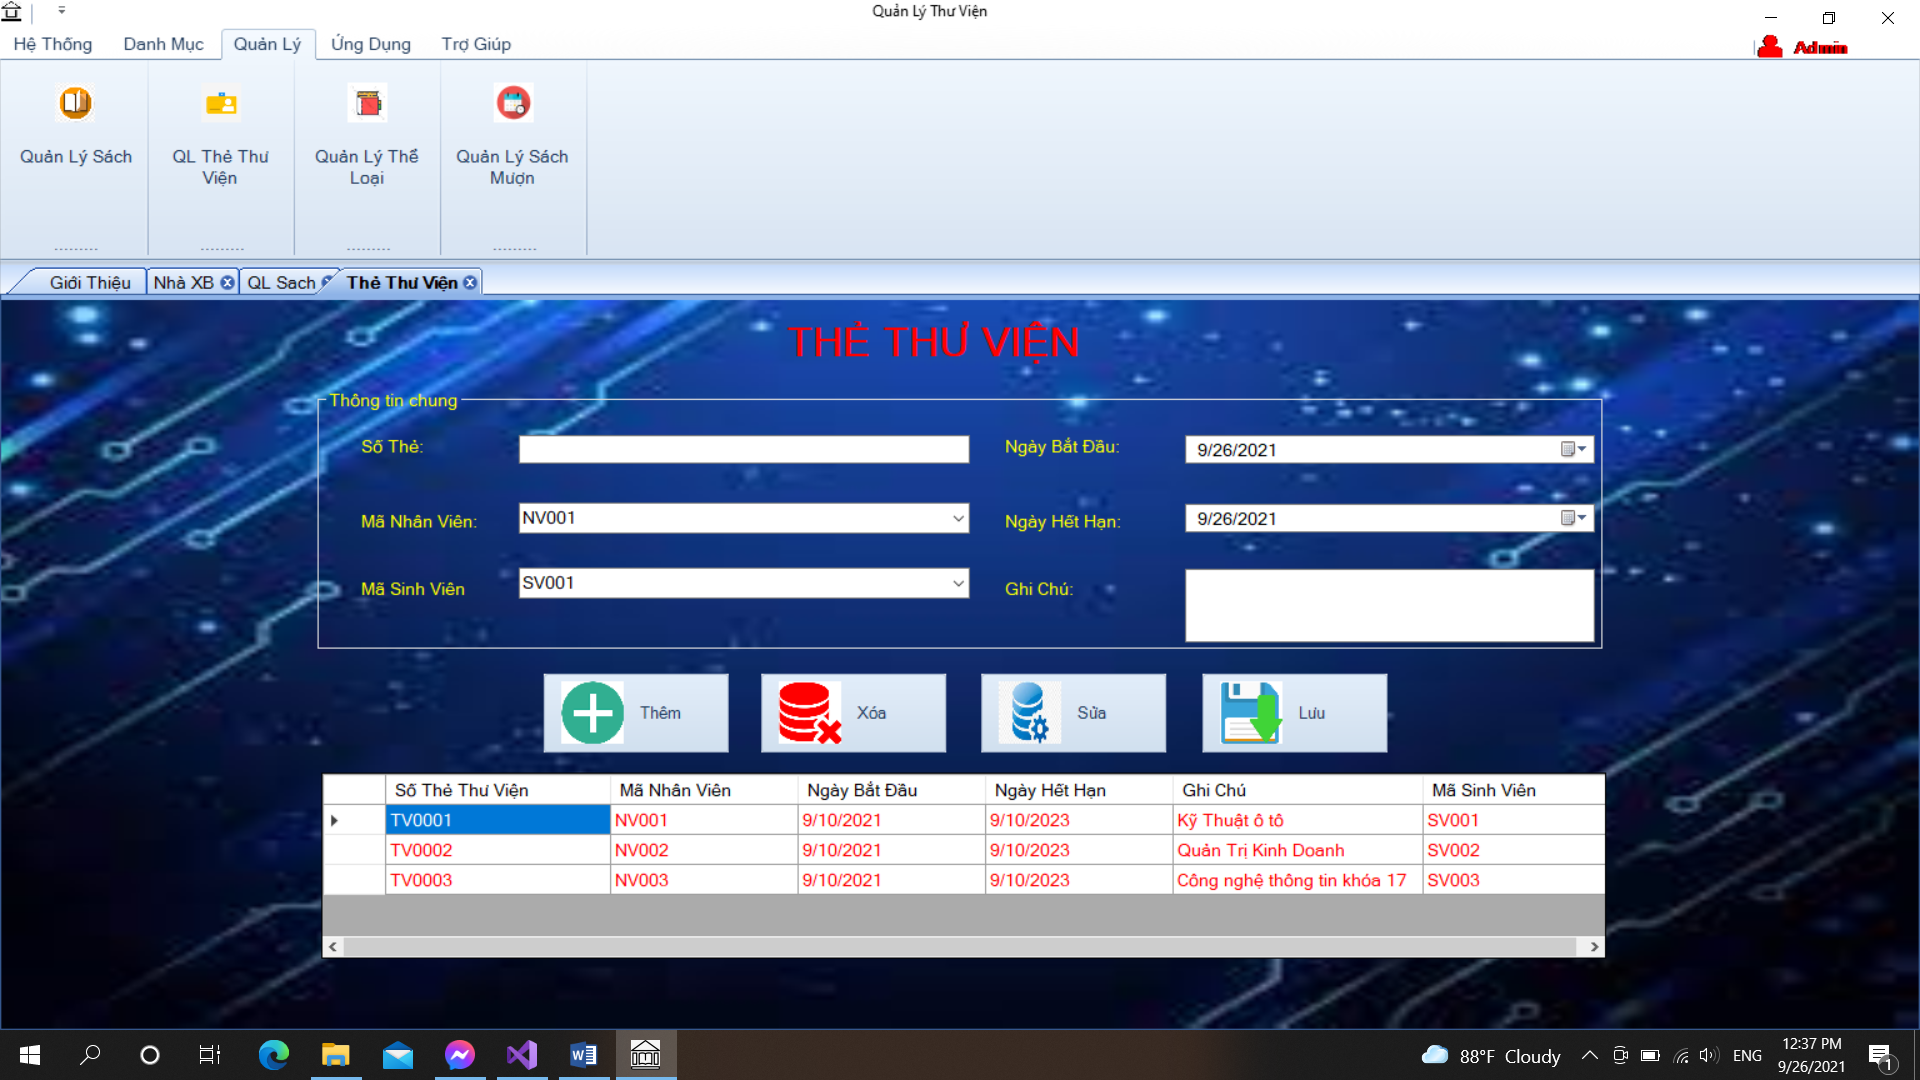 Quản Lý Thư Viện
Hệ Thống Danh Mục Quản Lý Ứng Dụng Trợ Giúp
Admin
Quản Lý Sách
QL Thẻ Thư Viện
Quản Lý Thể Loại
Quản Lý Sách Mượn
Giới Thiệu Nhà XB QL Sach Thẻ Thư Viện
THẺ THƯ VIỆN
Thông tin chung
Số Thẻ: Ngày Bắt Đầu: 9/26/2021
Mã Nhân Viên: NV001 Ngày Hết Hạn: 9/26/2021
Mã Sinh Viên SV001 Ghi Chú:
Thêm Xóa Sửa Lưu
Số Thẻ Thư Viện Mã Nhân Viên Ngày Bắt Đầu Ngày Hết Hạn Ghi Chú Mã Sinh Viên
TV0001 NV001 9/10/2021 9/10/2023 Kỹ Thuật ô tô SV001
TV0002 NV002 9/10/2021 9/10/2023 Quản Trị Kinh Doanh SV002
TV0003 NV003 9/10/2021 9/10/2023 Công nghệ thông tin khóa 17 SV003
88°F Cloudy ENG 12:37 PM
9/26/2021 1